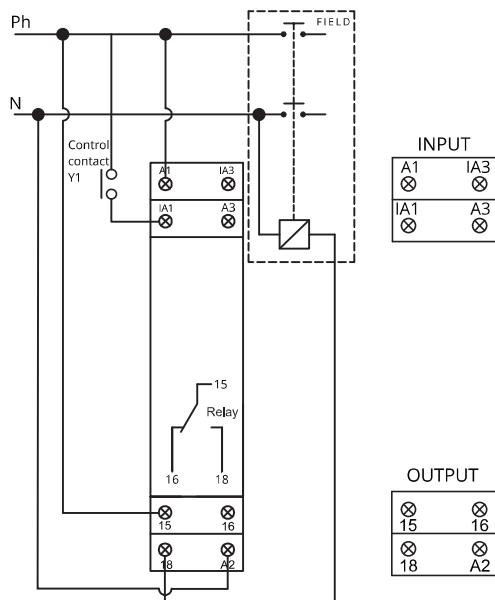 Ph
FIELD
N
Control
contact
Y1
A1 IA3
IA1 A3
INPUT
A1 IA3
IA1 A3
15
Relay
16 18
15 16
18 A2
OUTPUT
15 16
18 A2